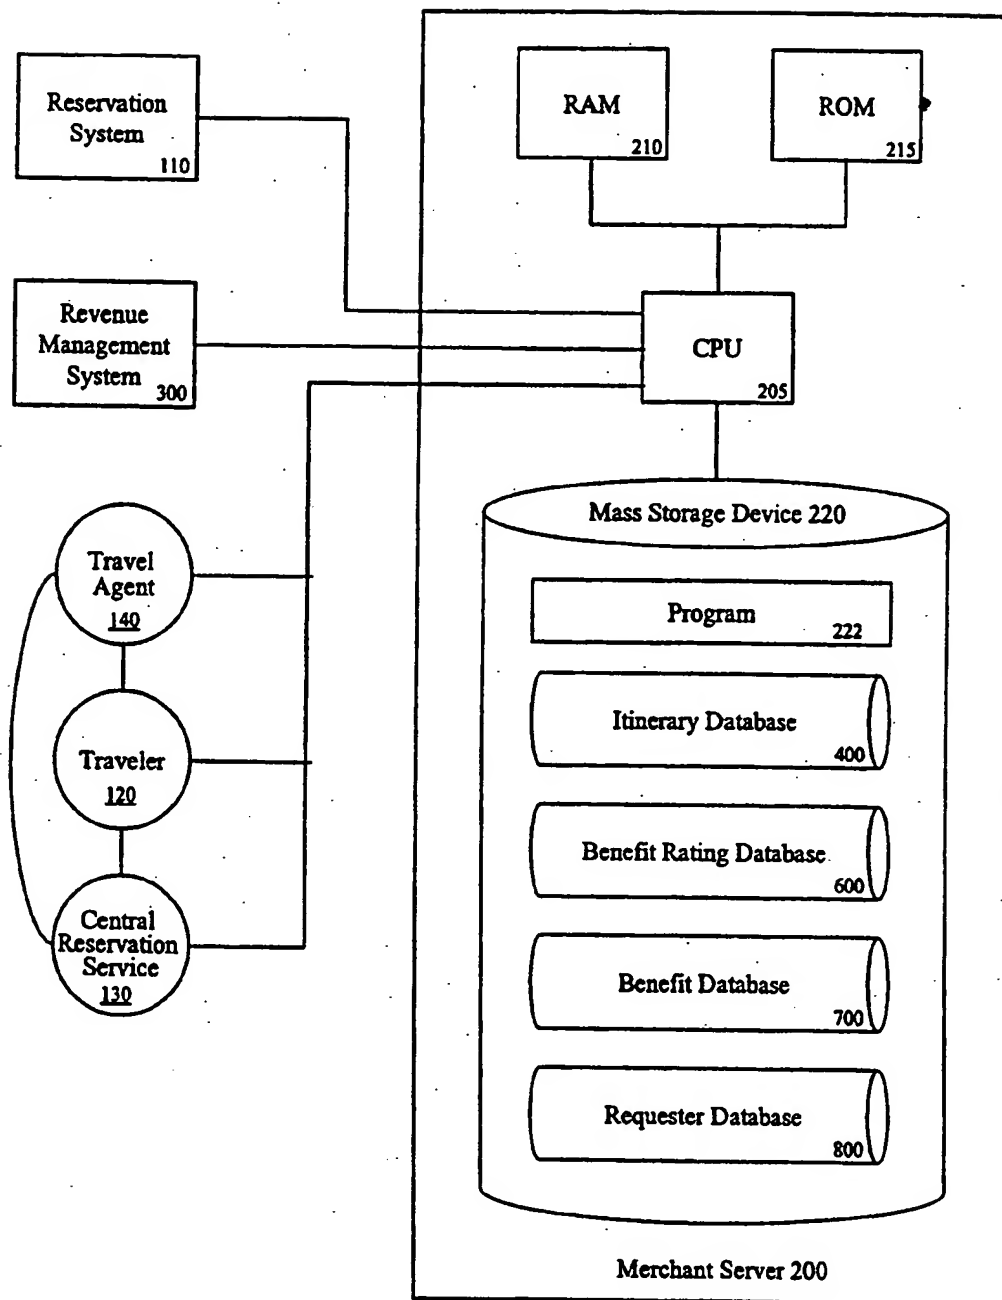 Reservation
System
110
RAM
210
ROM
215
Revenue
Management
System
300
CPU
205
Travel
Agent
140
Traveler
120
Central
Reservation
Service
130
Mass Storage Device 220
Program
222
Itinerary Database
400
Benefit Rating Database
600
Benefit Database
700
Requester Database
800
Merchant Server 200